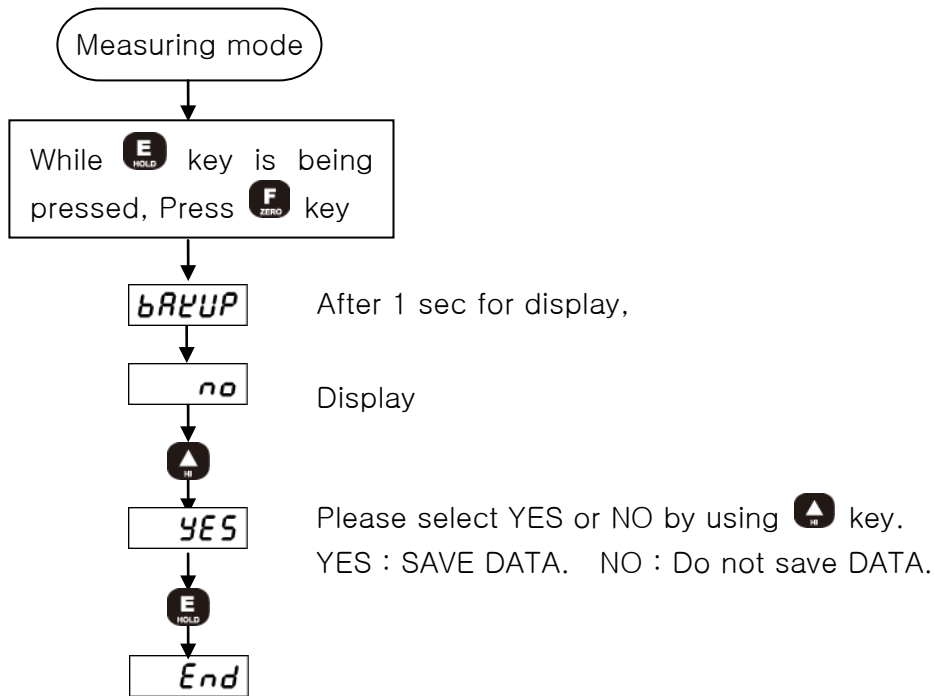 Measuring mode
While E HOLD key is being
pressed, Press F ZERO key
bAKUP After 1 sec for display,
no
Display
HI
YES Please select YES or NO by using HI key.
YES : SAVE DATA. NO : Do not save DATA.
E
HOLD
End